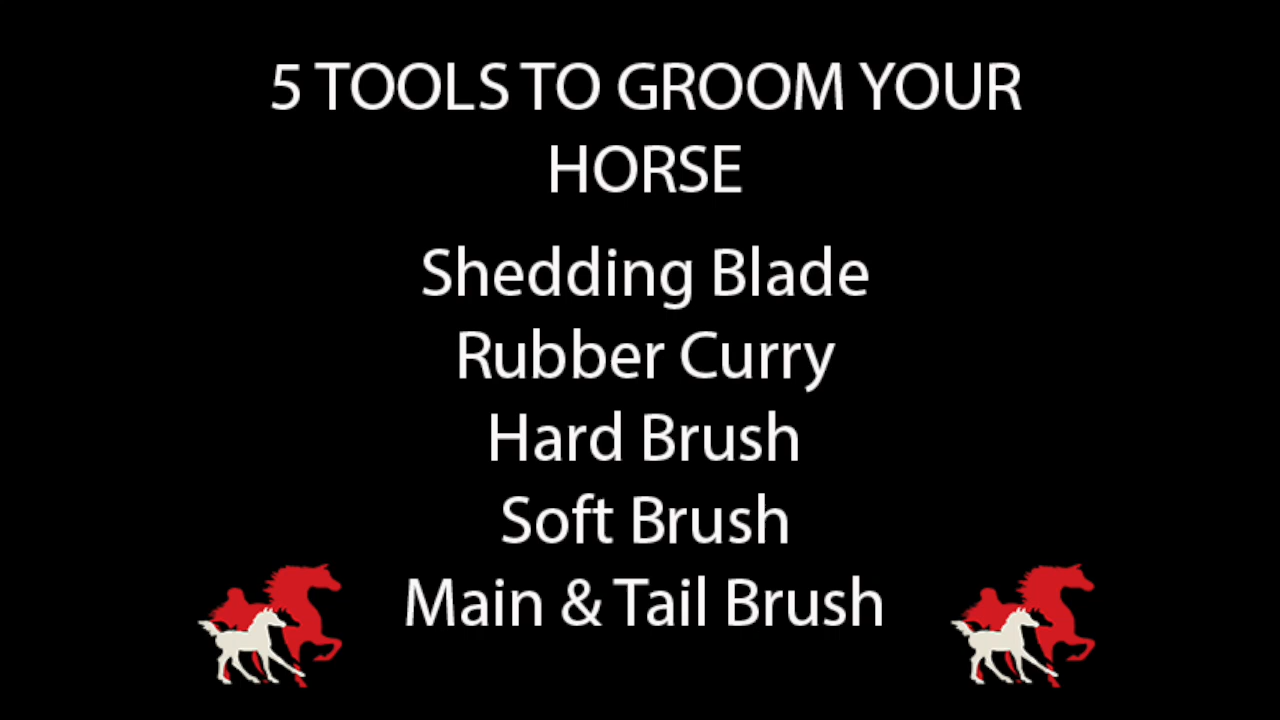 5 TOOLS TO GROOM YOUR
HORSE
Shedding Blade
Rubber Curry
Hard Brush
Soft Brush
Main & Tail Brush